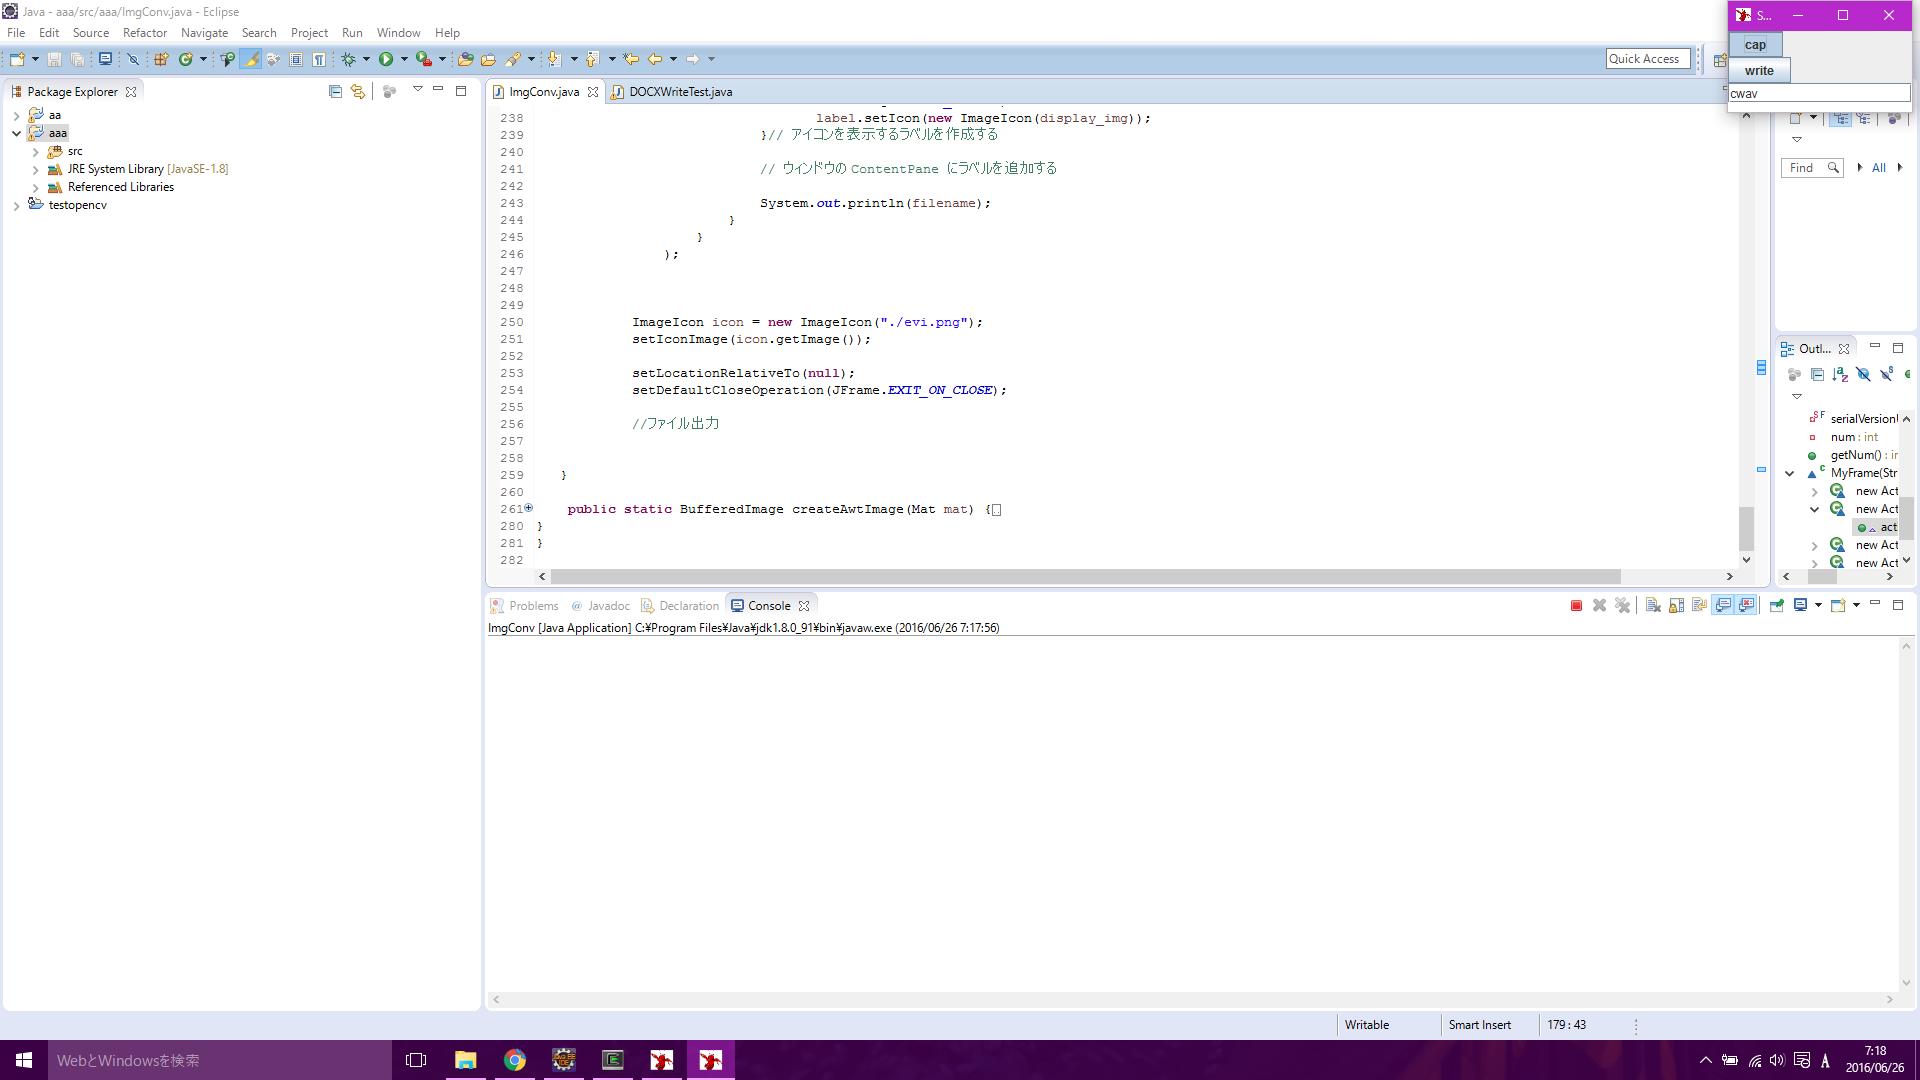 Java - aaa/src/aaa/ImgConv.java - Eclipse
File Edit Source Refactor Navigate Search Project Run Window Help
Quick Access
S...
cap
write
cwav
Package Explorer
aa
aaa
src
JRE System Library [JavaSE-1.8]
Referenced Libraries
testopencv
ImgConv.java
DOCXWriteTest.java
238 label.setIcon(new ImageIcon(display_img));
239 }// アイコンを表示するラベルを作成する
240
241 // ウィンドウの ContentPane にラベルを追加する
242
243 System.out.println(filename);
244 }
245 }
246 );
247
248
249
250 ImageIcon icon = new ImageIcon("./evi.png");
251 setIconImage(icon.getImage());
252
253 setLocationRelativeTo(null);
254 setDefaultCloseOperation(JFrame.EXIT_ON_CLOSE);
255
256 //ファイル出力
257
258
259 }
260
261 public static BufferedImage createAwtImage(Mat mat) {
280 }
281 }
282
Find
All
Outl...
serialVersionU
num : int
getNum() : in
MyFrame(Str
new Act
new Act
act
new Act
new Act
Problems @ Javadoc Declaration Console
ImgConv [Java Application] C:¥Program Files¥Java¥jdk1.8.0_91¥bin¥javaw.exe (2016/06/26 7:17:56)
Writable
Smart Insert
179 : 43
WebとWindowsを検索
A
7:18
2016/06/26